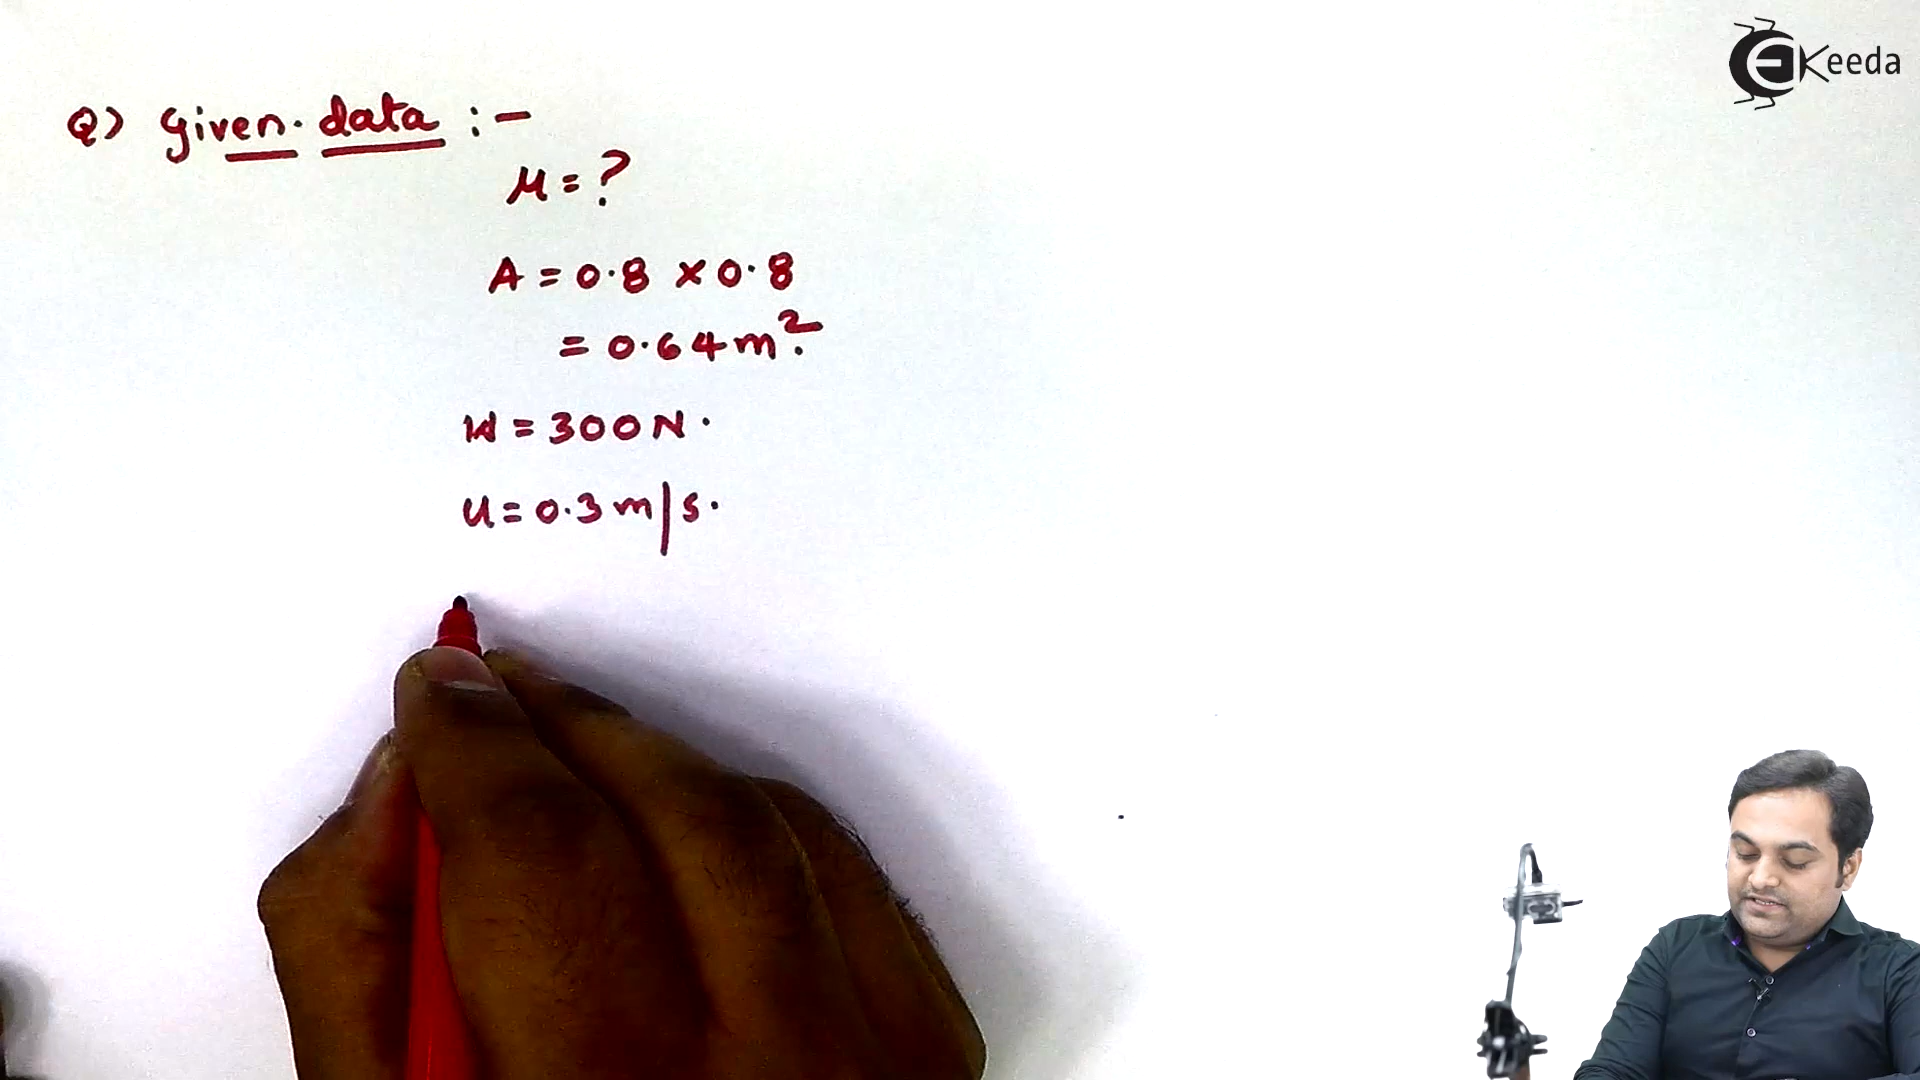 Ekeeda
Q> Given. data :-
μ = ?
A = 0.8 × 0.8
= 0.64 m².
W = 300 N.
u = 0.3 m/s.